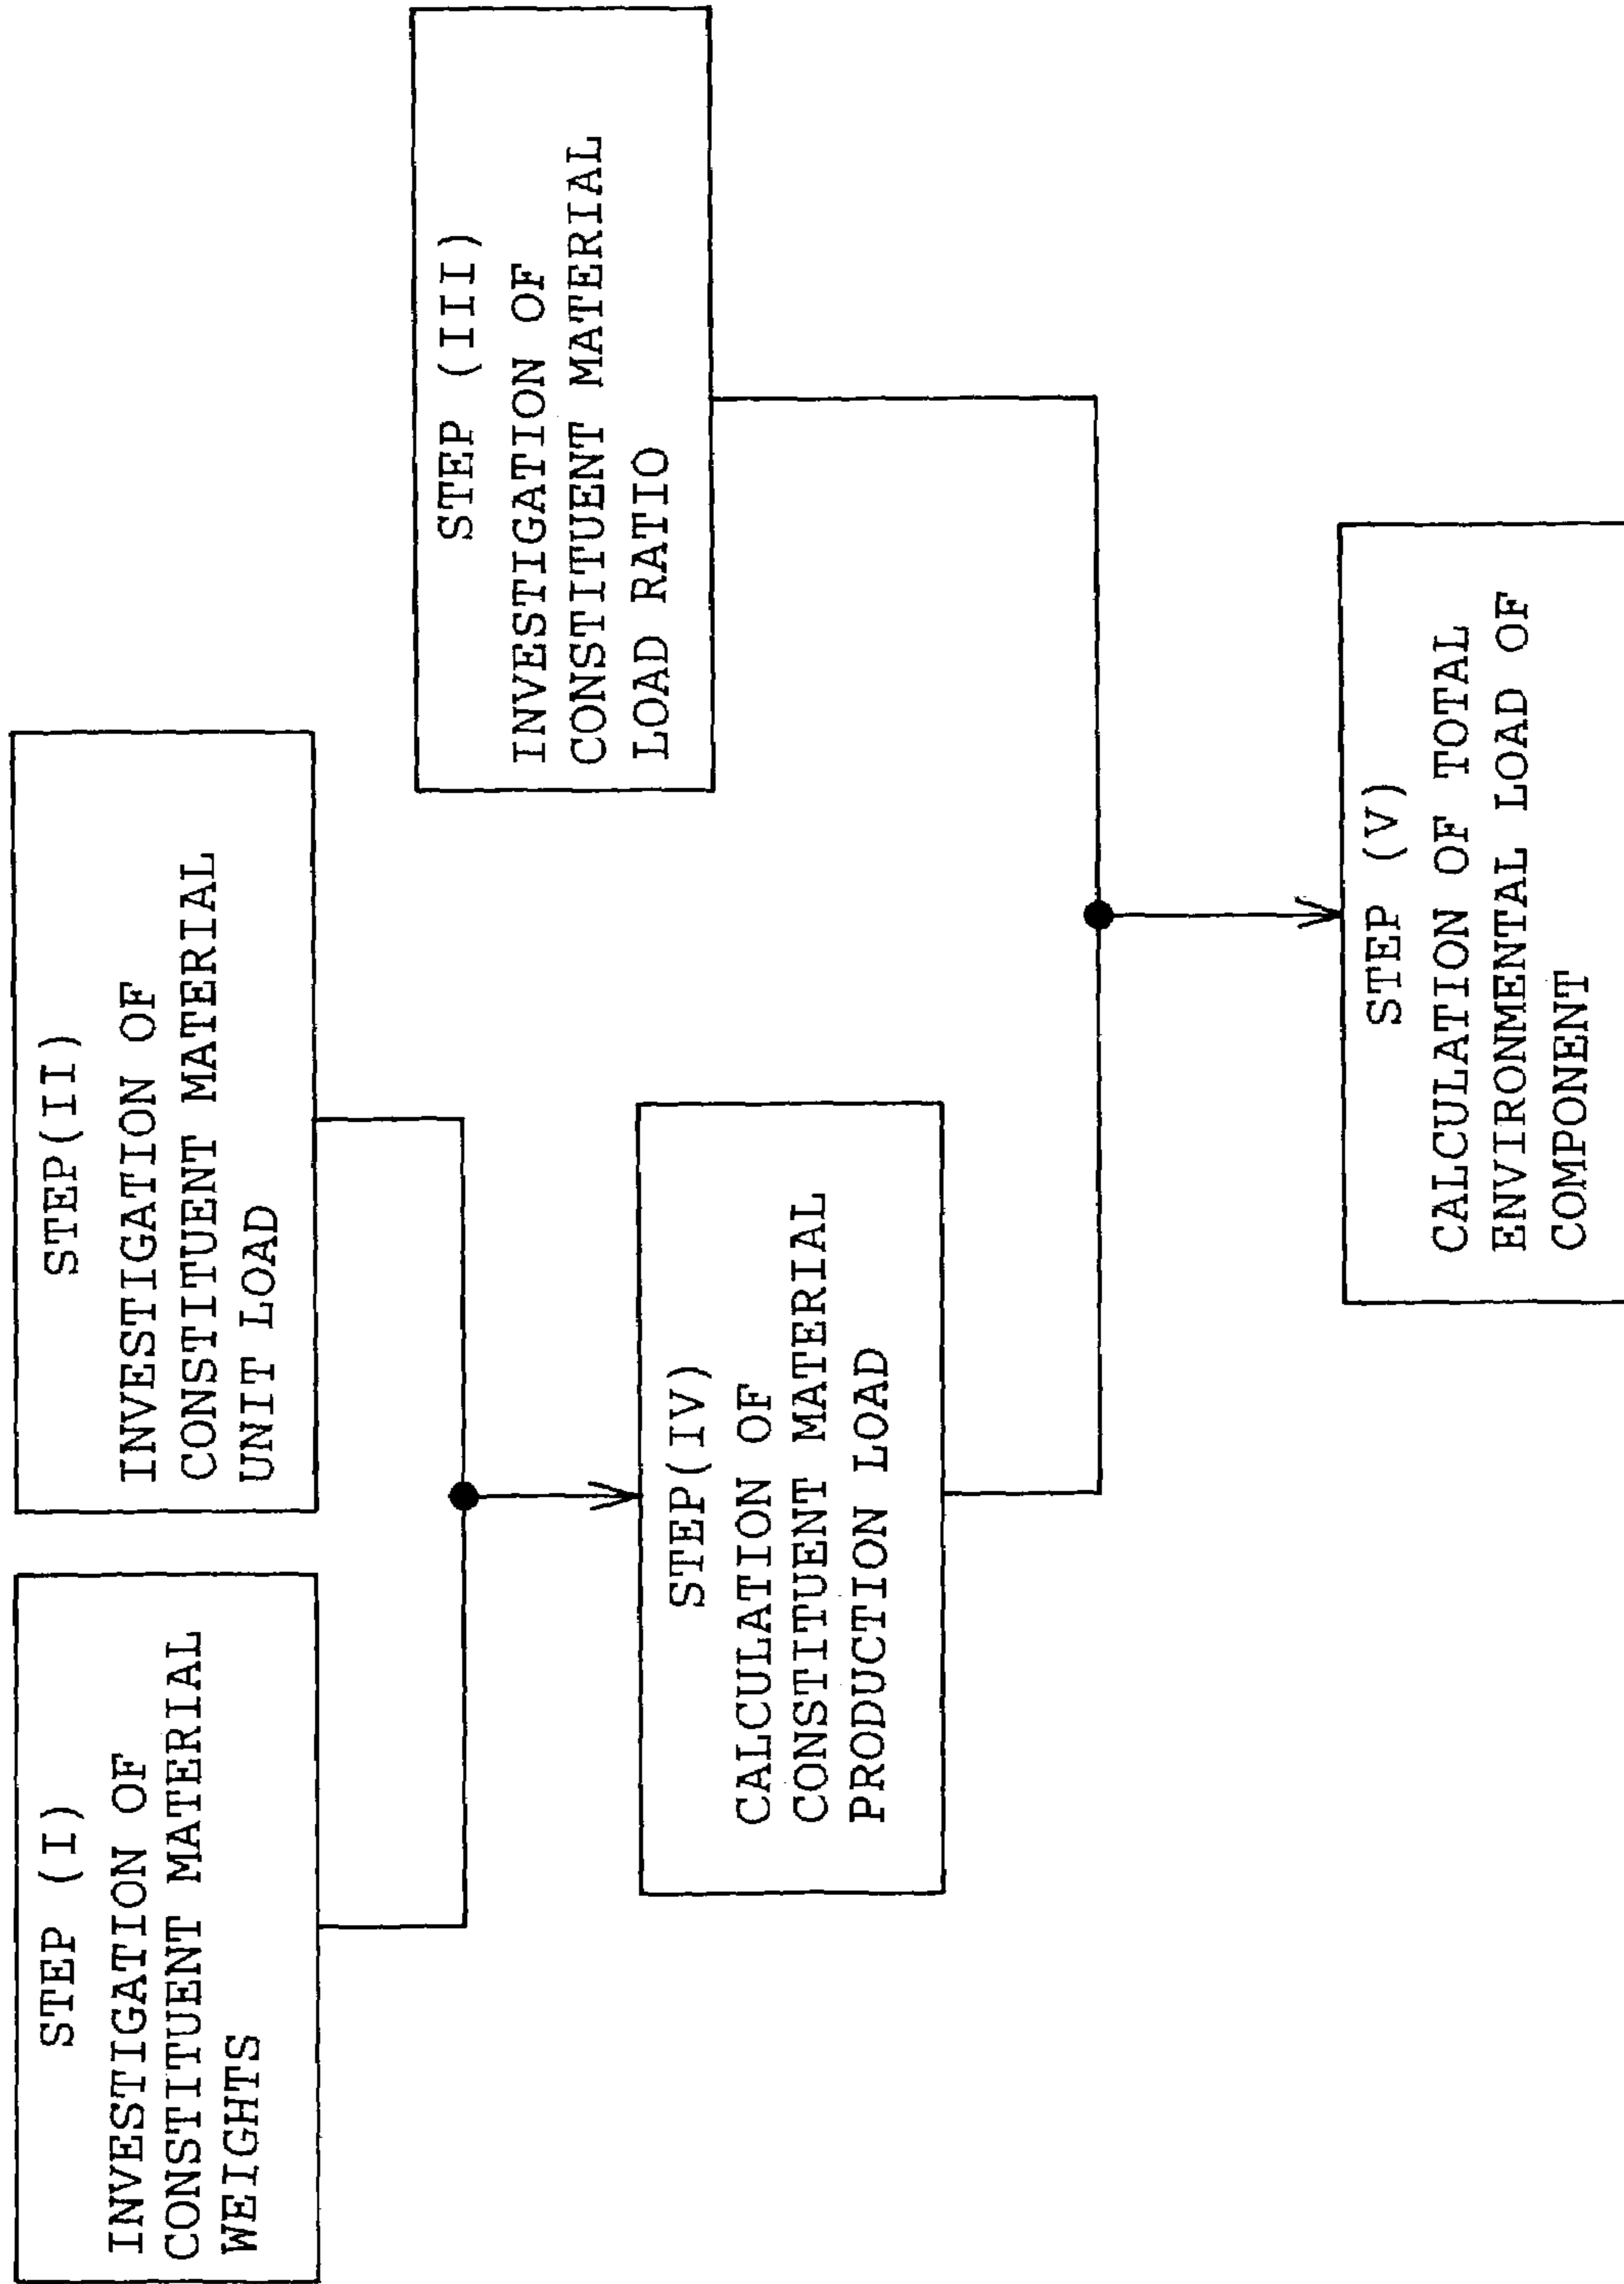 STEP (I)
INVESTIGATION OF
CONSTITUENT MATERIAL
WEIGHTS
STEP(II)
INVESTIGATION OF
CONSTITUENT MATERIAL
UNIT LOAD
STEP (III)
INVESTIGATION OF
CONSTITUENT MATERIAL
LOAD RATIO
STEP(IV)
CALCULATION OF
CONSTITUENT MATERIAL
PRODUCTION LOAD
STEP (V)
CALCULATION OF TOTAL
ENVIRONMENTAL LOAD OF
COMPONENT